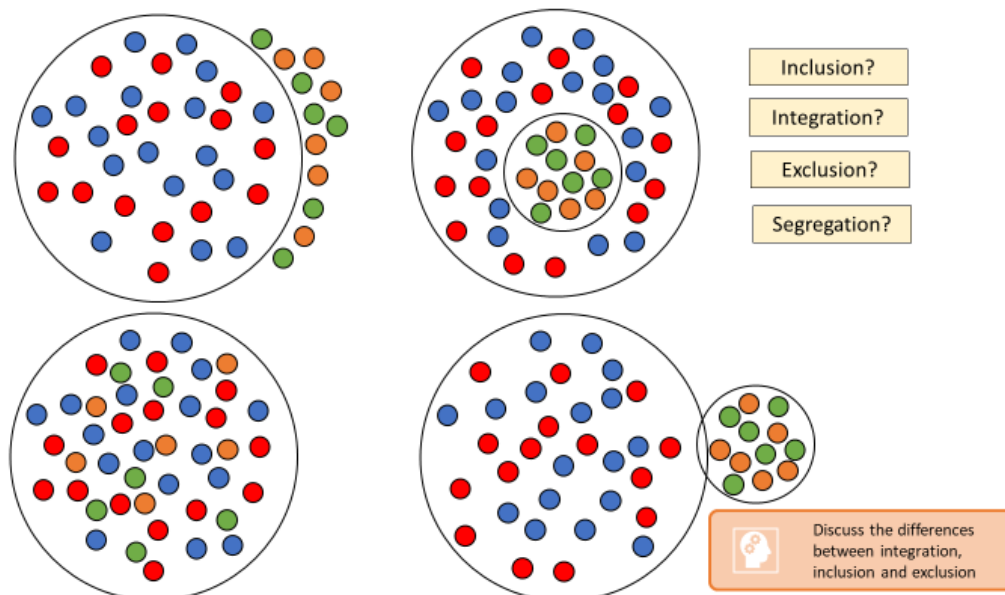 Inclusion?
Integration?
Exclusion?
Segregation?
Discuss the differences
between integration,
inclusion and exclusion